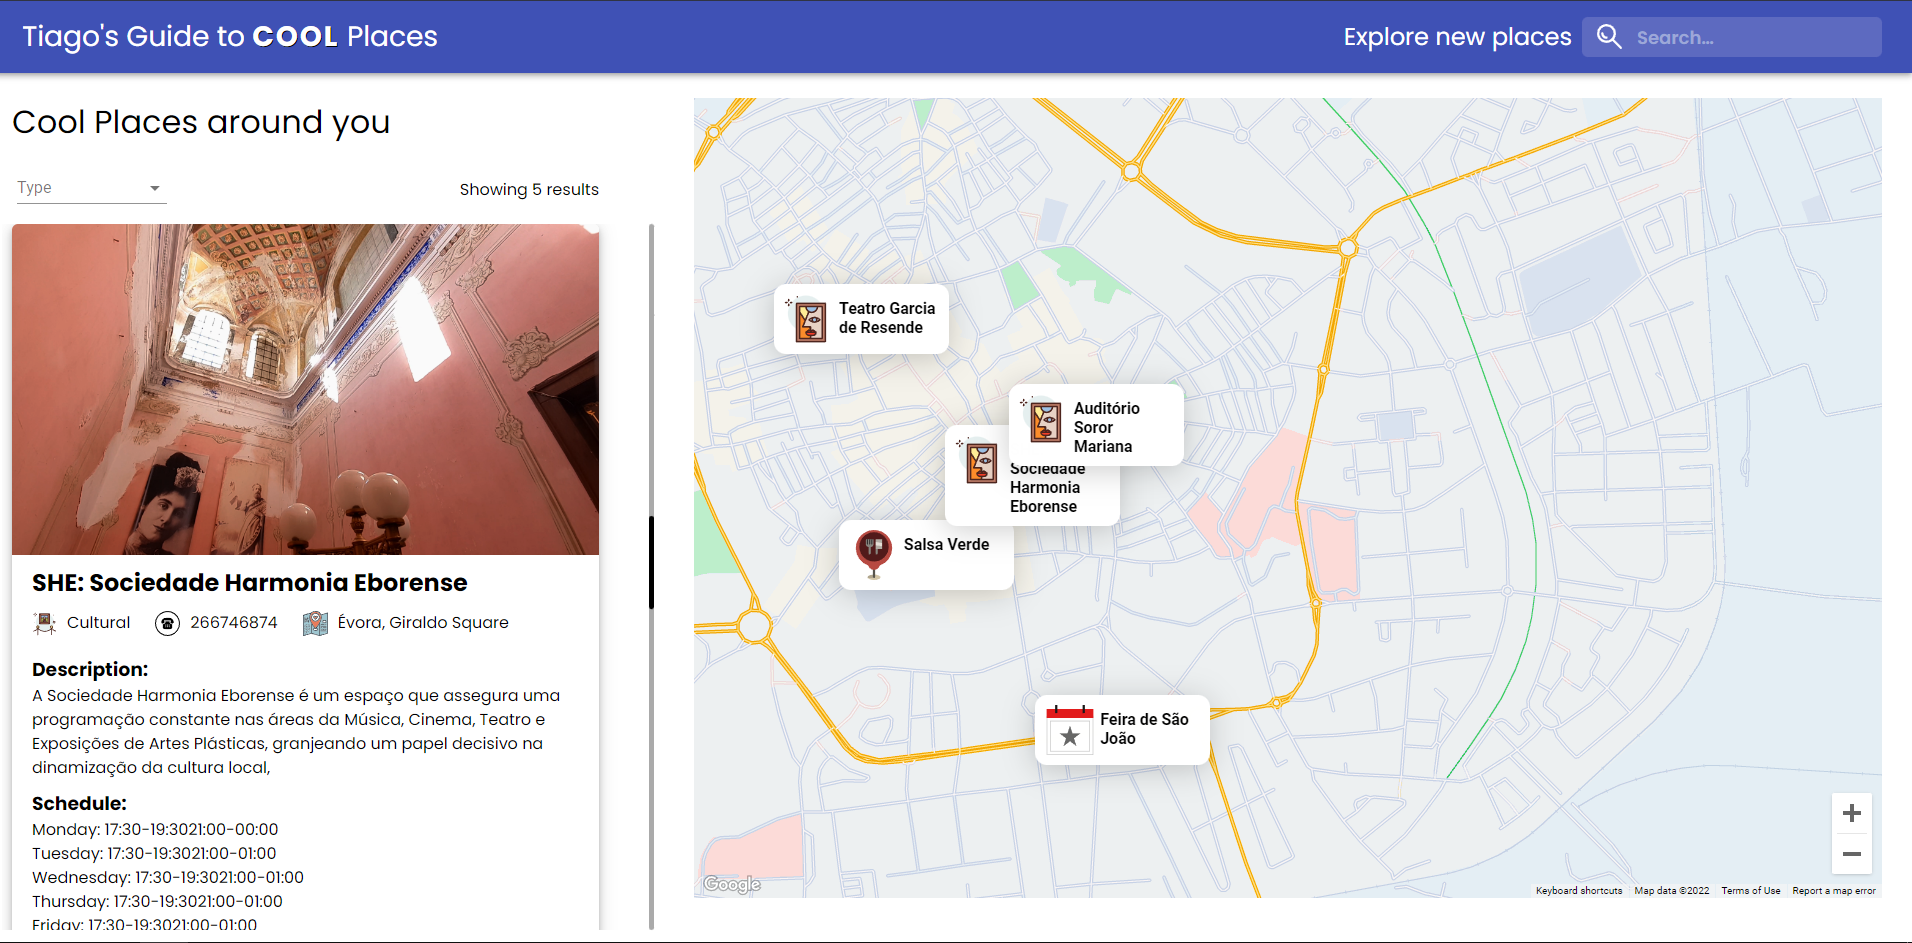 Tiago's Guide to COOL Places
Explore new places
Search...
Cool Places around you
Type
Showing 5 results
SHE: Sociedade Harmonia Eborense
Cultural
266746874
Évora, Giraldo Square
Description:
A Sociedade Harmonia Eborense é um espaço que assegura uma
programação constante nas áreas da Música, Cinema, Teatro e
Exposições de Artes Plásticas, granjeando um papel decisivo na
dinamização da cultura local,
Schedule:
Monday: 17:30-19:3021:00-00:00
Tuesday: 17:30-19:3021:00-01:00
Wednesday: 17:30-19:3021:00-01:00
Thursday: 17:30-19:3021:00-01:00
Friday: 17:30-19:3021:00-01:00
Teatro Garcia
de Resende
Auditório
Soror
Mariana
Sociedade
Harmonia
Eborense
Salsa Verde
Feira de São
João
Google
Keyboard shortcuts
Map data ©2022
Terms of Use
Report a map error